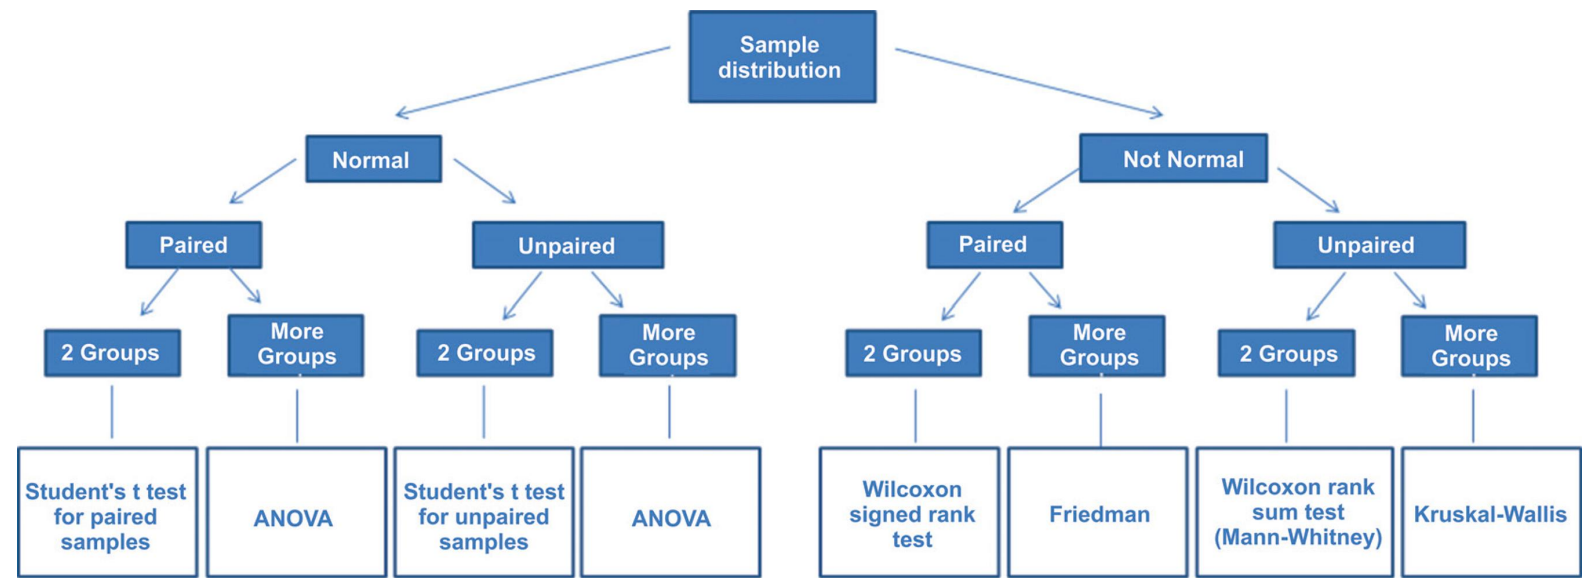 Sample
distribution
Normal
Not Normal
Paired
Unpaired
Paired
Unpaired
2 Groups
More
Groups
2 Groups
More
Groups
2 Groups
More
Groups
2 Groups
More
Groups
Student's t test
for paired
samples
ANOVA
Student's t test
for unpaired
samples
ANOVA
Wilcoxon
signed rank
test
Friedman
Wilcoxon rank
sum test
(Mann-Whitney)
Kruskal-Wallis